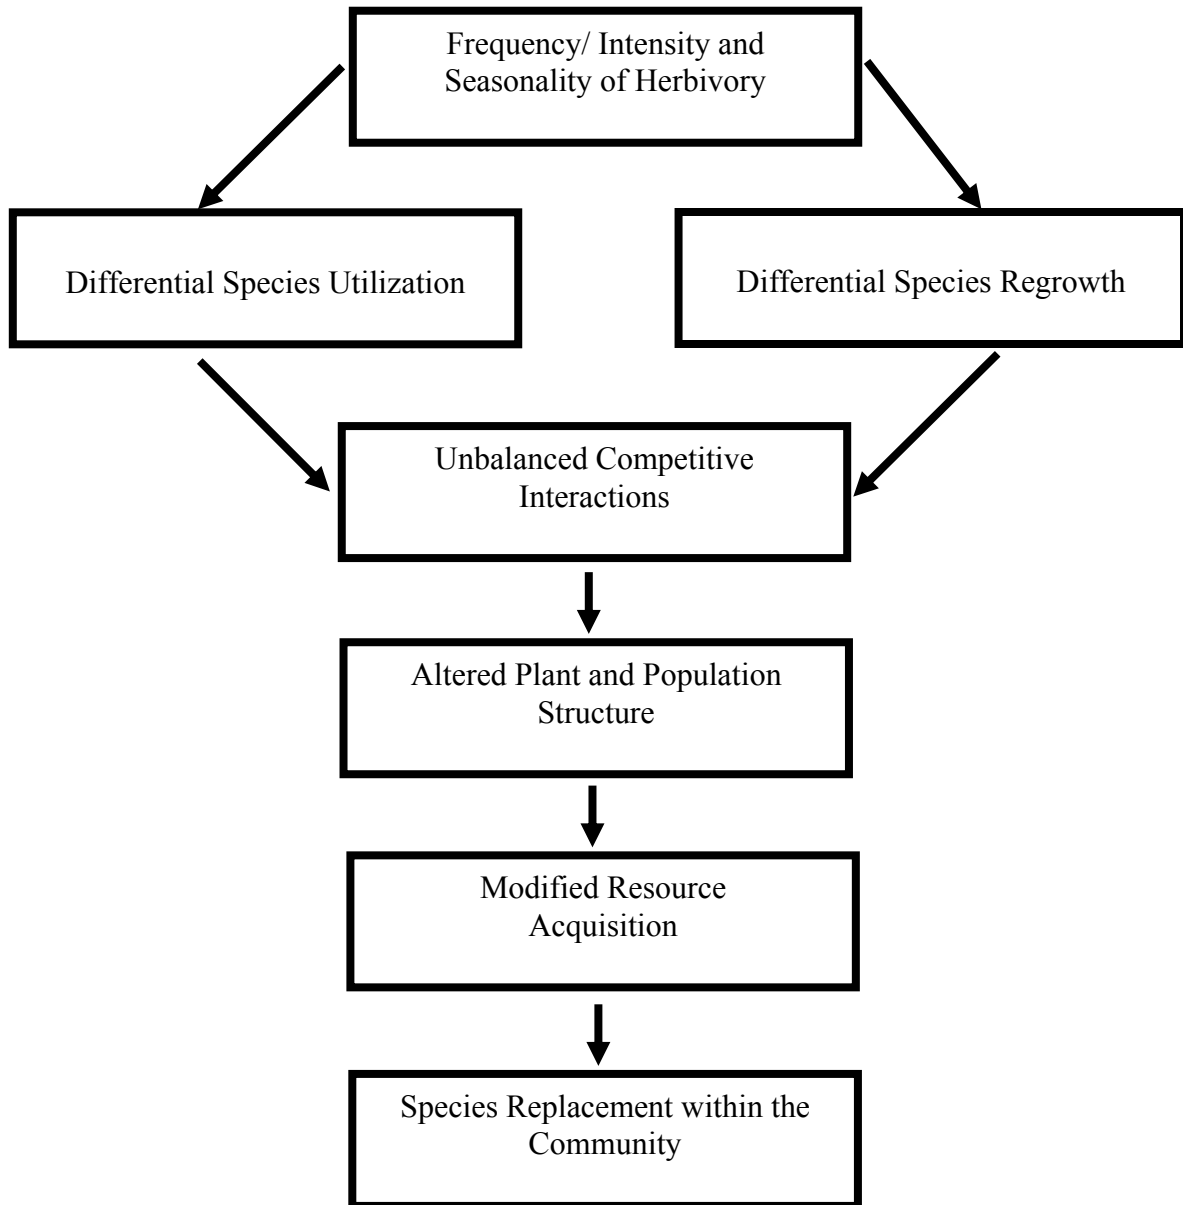 Frequency/ Intensity and
Seasonality of Herbivory
Differential Species Utilization
Differential Species Regrowth
Unbalanced Competitive
Interactions
Altered Plant and Population
Structure
Modified Resource
Acquisition
Species Replacement within the
Community